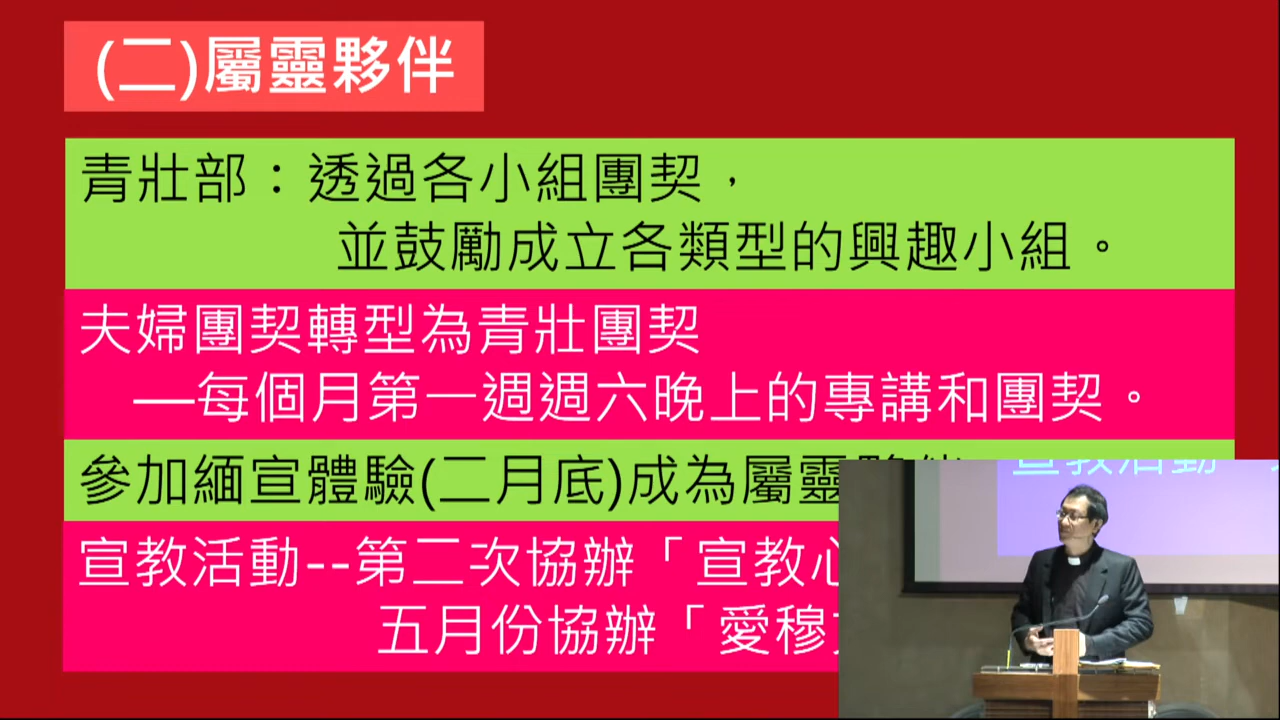 (二)屬靈夥伴
青壯部：透過各小組團契，
並鼓勵成立各類型的興趣小組。
夫婦團契轉型為青壯團契
—每個月第一週週六晚上的專講和團契。
參加緬宣體驗(二月底)成為屬靈
宣教活動--第二次協辦「宣教心
五月份協辦「愛穆
宣教活動